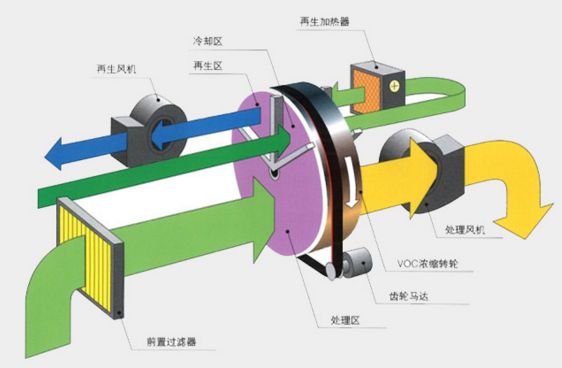 再生加热器
冷却区
再生区
再生风机
处理风机
VOC浓缩转轮
齿轮马达
处理区
前置过滤器